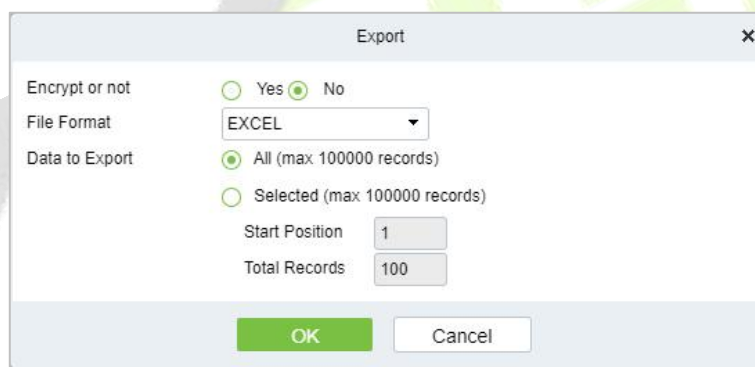 Export
Encrypt or not Yes No
File Format EXCEL
Data to Export All (max 100000 records)
Selected (max 100000 records)
Start Position 1
Total Records 100
OK Cancel